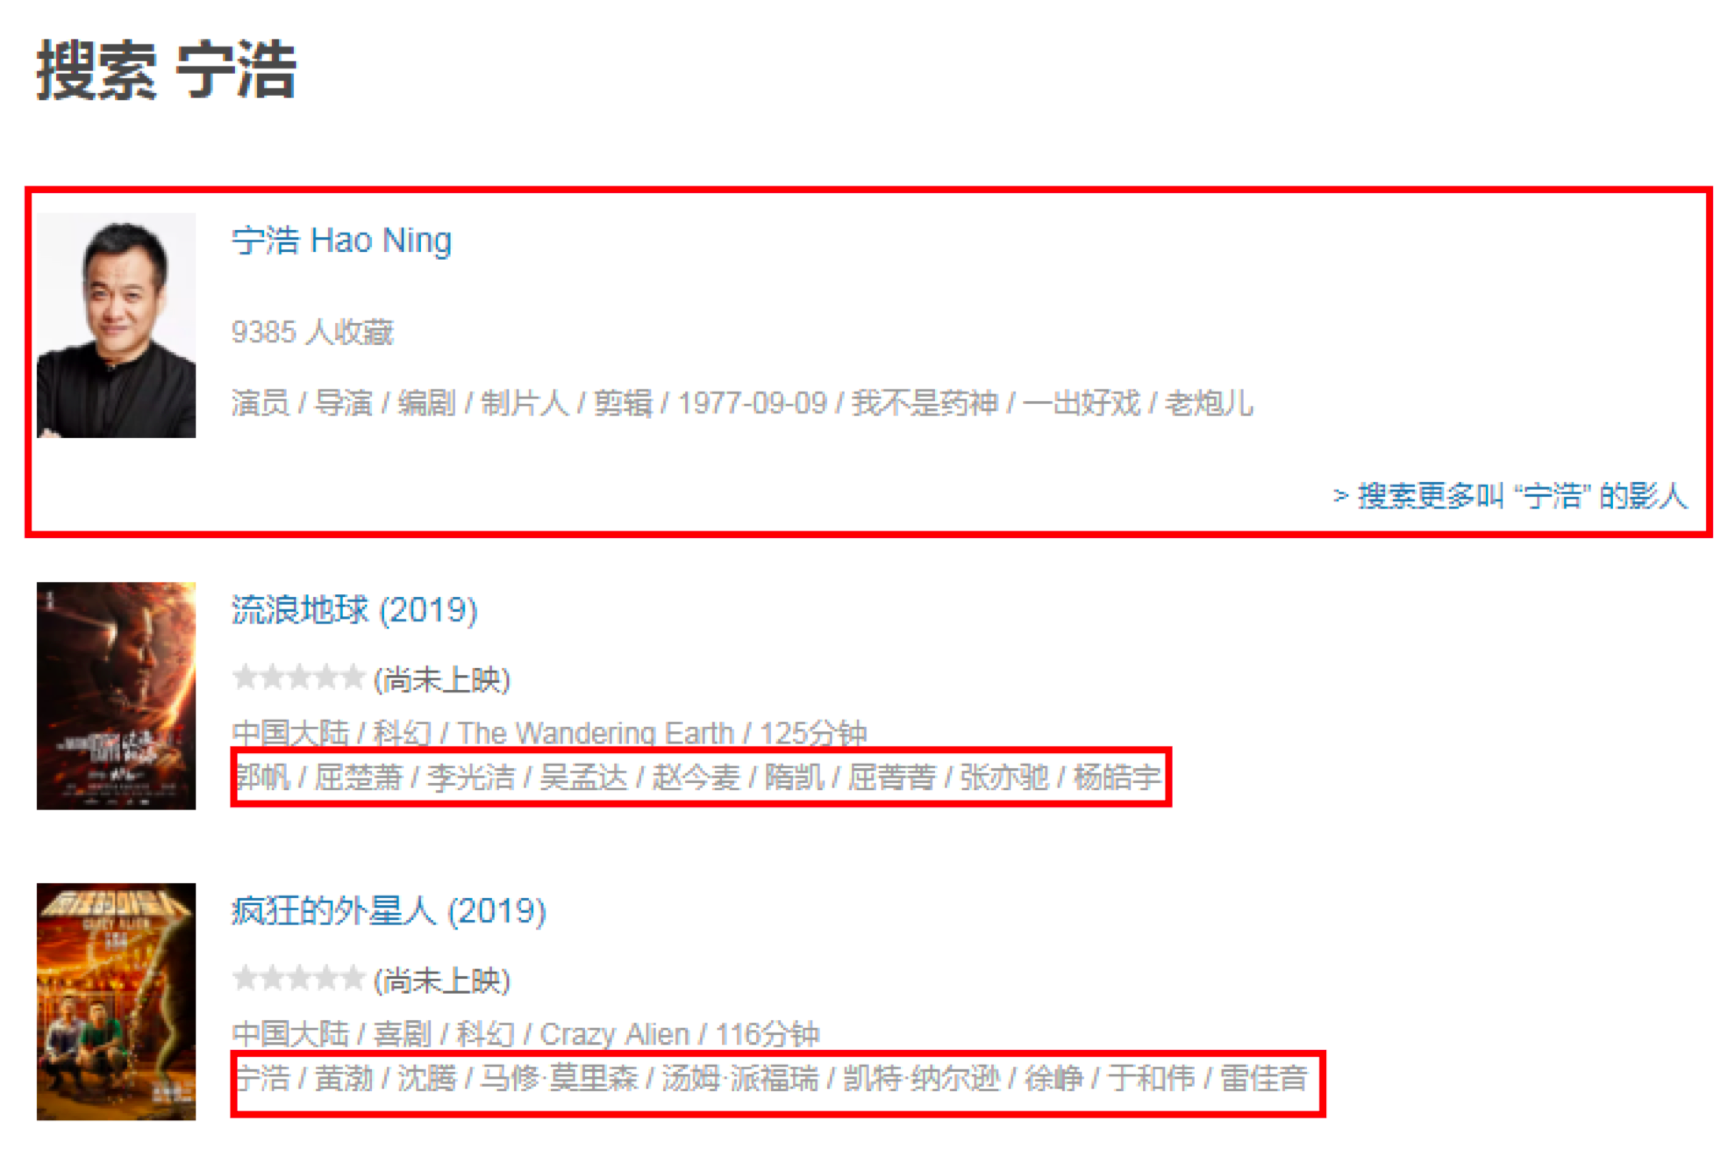 搜索 宁浩
宁浩 Hao Ning
9385 人收藏
演员 / 导演 / 编剧 / 制片人 / 剪辑 / 1977-09-09 / 我不是药神 / 一出好戏 / 老炮儿
> 搜索更多叫 “宁浩” 的影人
流浪地球 (2019)
(尚未上映)
中国大陆 / 科幻 / The Wandering Earth / 125分钟
郭帆 / 屈楚萧 / 李光洁 / 吴孟达 / 赵今麦 / 隋凯 / 屈菁菁 / 张亦驰 / 杨皓宇
疯狂的外星人 (2019)
CRAZY ALIEN
(尚未上映)
中国大陆 / 喜剧 / 科幻 / Crazy Alien / 116分钟
宁浩 / 黄渤 / 沈腾 / 马修·莫里森 / 汤姆·派福瑞 / 凯特·纳尔逊 / 徐峥 / 于和伟 / 雷佳音